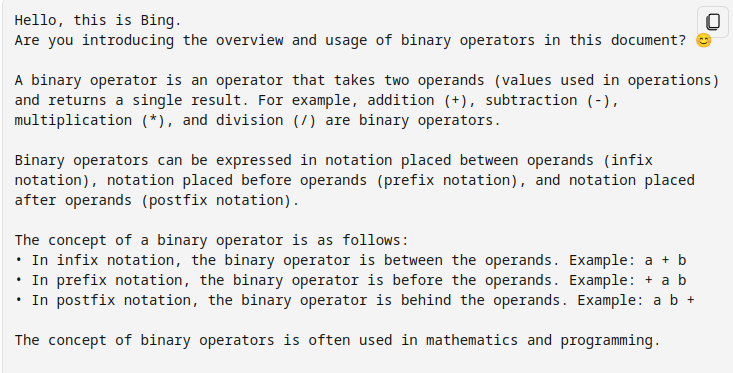 Hello, this is Bing.
Are you introducing the overview and usage of binary operators in this document? 😊
A binary operator is an operator that takes two operands (values used in operations)
and returns a single result. For example, addition (+), subtraction (-),
multiplication (*), and division (/) are binary operators.
Binary operators can be expressed in notation placed between operands (infix
notation), notation placed before operands (prefix notation), and notation placed
after operands (postfix notation).
The concept of a binary operator is as follows:
• In infix notation, the binary operator is between the operands. Example: a + b
• In prefix notation, the binary operator is before the operands. Example: + a b
• In postfix notation, the binary operator is behind the operands. Example: a b +
The concept of binary operators is often used in mathematics and programming.